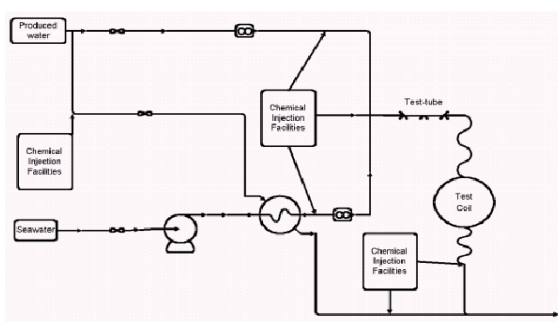 Produced
water
Chemical
Injection
Facilities
Test-tube
Chemical
Injection
Facilities
Test
Coil
Seawater
Chemical
Injection
Facilities